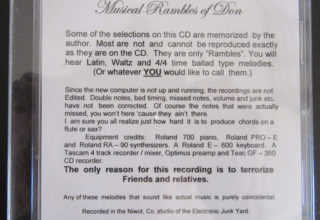 Musical Rambles of Don
Some of the selections on this CD are memorized by the
author. Most are not and cannot be reproduced exactly
as they are on the CD. They are only "Rambles". You will
hear Latin, Waltz and 4/4 time ballad type melodies.
(Or whatever YOU would like to call them.)
Since the new computer is not up and running, the recordings are not
Edited. Double notes, bad timing, missed notes, volume and junk etc.
have not been corrected. Of course the notes that were actually
missed, you won't here 'cause they ain't there.
I am sure you all realize just how hard it is to produce chords on a
flute or sax?
Equipment credits: Roland 700 piano, Roland PRO – E
and Roland RA – 90 synthesizers. A Roland E – 600 keyboard. A
Tascam 4 track recorder / mixer, Optimus preamp and Teac GF – 350
CD recorder.
The only reason for this recording is to terrorize
Friends and relatives.
Any of these melodies that sound like actual music is purely coincidental.
Recorded in the Niwot, Co. studio of the Electronic Junk Yard.